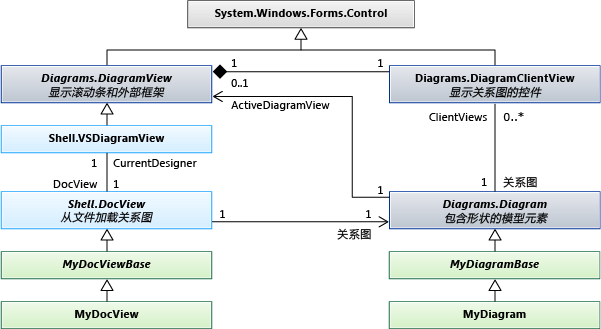 System.Windows.Forms.Control
Diagrams.DiagramView
显示滚动条和外部框架
1
1
0..1
ActiveDiagramView
Diagrams.DiagramClientView
显示关系图的控件
ClientViews
0..*
Shell.VSDiagramView
1
CurrentDesigner
DocView
1
1
关系图
1
Shell.DocView
从文件加载关系图
1
1
关系图
Diagrams.Diagram
包含形状的模型元素
MyDocViewBase
MyDiagramBase
MyDocView
MyDiagram